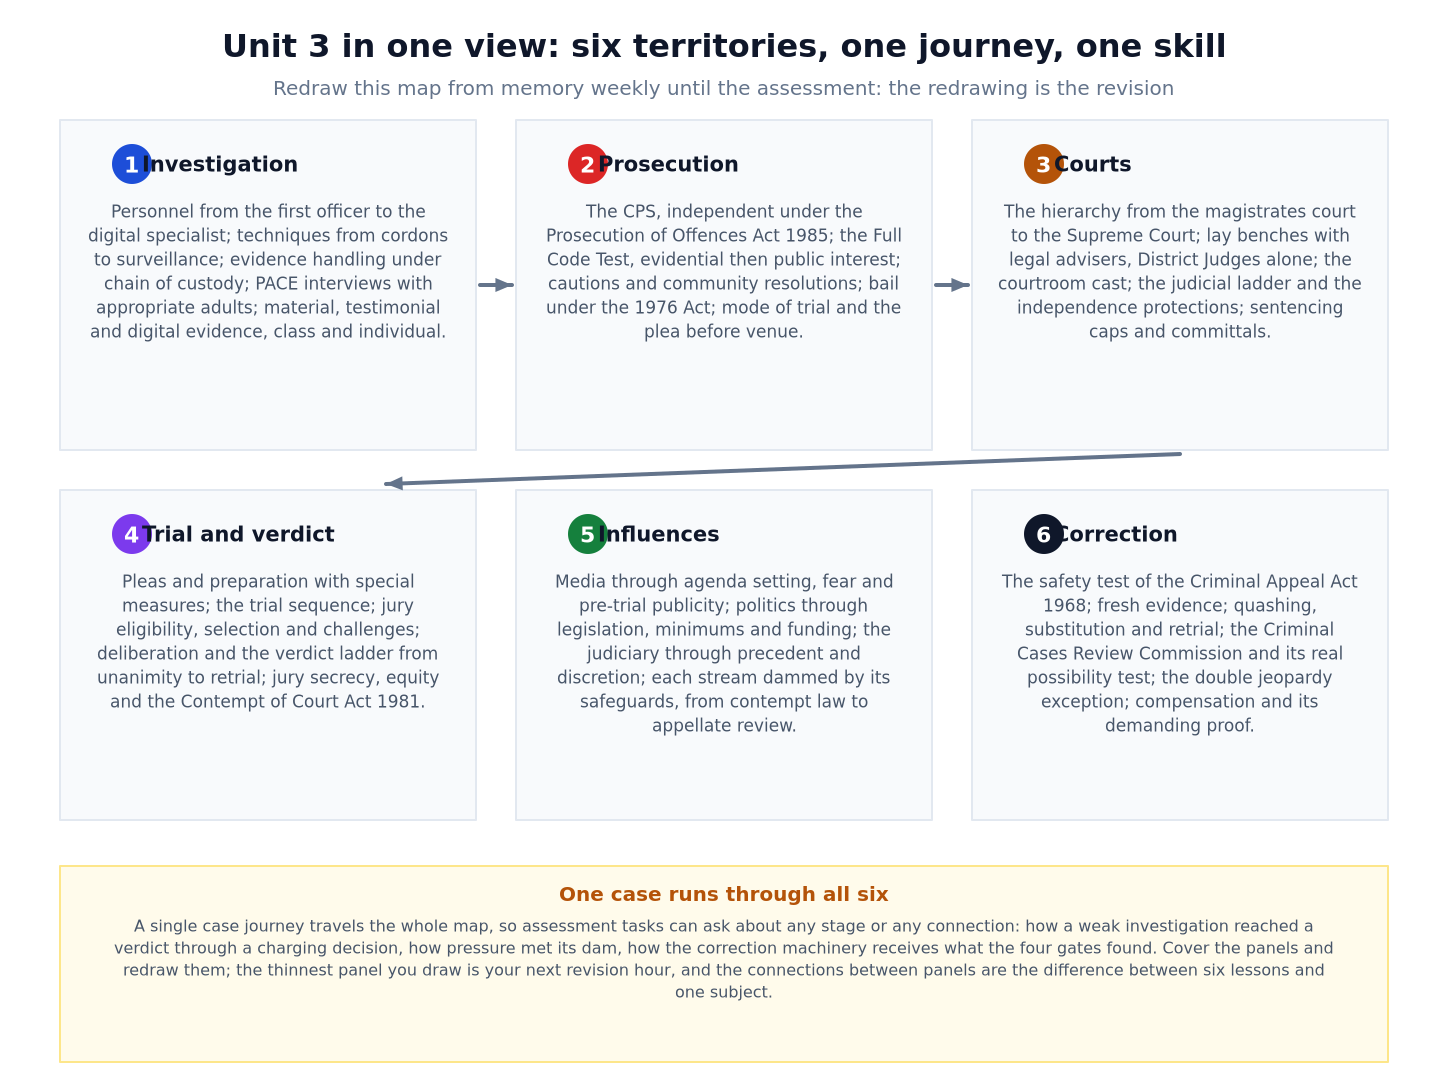 Unit 3 in one view: six territories, one journey, one skill
Redraw this map from memory weekly until the assessment: the redrawing is the revision
1 Investigation
Personnel from the first officer to the
digital specialist; techniques from cordons
to surveillance; evidence handling under
chain of custody; PACE interviews with
appropriate adults; material, testimonial
and digital evidence, class and individual.
2 Prosecution
The CPS, independent under the
Prosecution of Offences Act 1985; the Full
Code Test, evidential then public interest;
cautions and community resolutions; bail
under the 1976 Act; mode of trial and the
plea before venue.
3 Courts
The hierarchy from the magistrates court
to the Supreme Court; lay benches with
legal advisers, District Judges alone; the
courtroom cast; the judicial ladder and the
independence protections; sentencing
caps and committals.
4 Trial and verdict
Pleas and preparation with special
measures; the trial sequence; jury
eligibility, selection and challenges;
deliberation and the verdict ladder from
unanimity to retrial; jury secrecy, equity
and the Contempt of Court Act 1981.
5 Influences
Media through agenda setting, fear and
pre-trial publicity; politics through
legislation, minimums and funding; the
judiciary through precedent and
discretion; each stream dammed by its
safeguards, from contempt law to
appellate review.
6 Correction
The safety test of the Criminal Appeal Act
1968; fresh evidence; quashing,
substitution and retrial; the Criminal
Cases Review Commission and its real
possibility test; the double jeopardy
exception; compensation and its
demanding proof.
One case runs through all six
A single case journey travels the whole map, so assessment tasks can ask about any stage or any connection: how a weak investigation reached a
verdict through a charging decision, how pressure met its dam, how the correction machinery receives what the four gates found. Cover the panels and
redraw them; the thinnest panel you draw is your next revision hour, and the connections between panels are the difference between six lessons and
one subject.